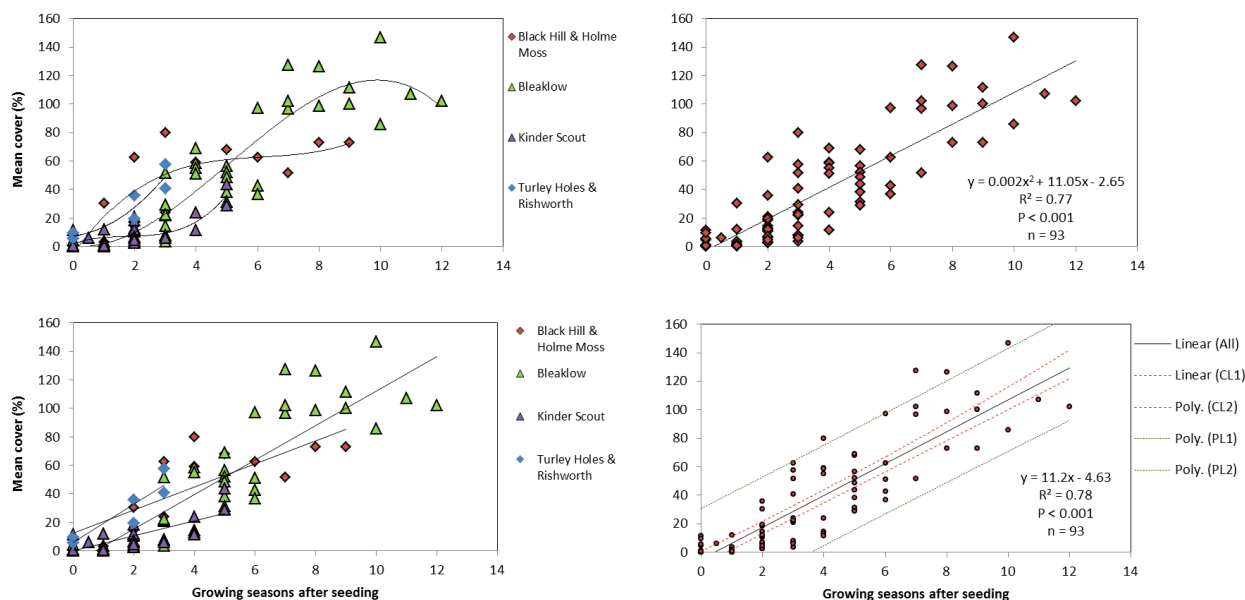 160
140
120
100
80
60
40
20
0
Mean cover (%)
0 2 4 6 8 10 12 14
Black Hill & Holme
Moss
Bleaklow
Kinder Scout
Turley Holes &
Rishworth
160
140
120
100
80
60
40
20
0
0 2 4 6 8 10 12 14
y = 0.002x² + 11.05x - 2.65
R² = 0.77
P < 0.001
n = 93
160
140
120
100
80
60
40
20
0
Mean cover (%)
0 2 4 6 8 10 12 14
Growing seasons after seeding
Black Hill &
Holme Moss
Bleaklow
Kinder Scout
Turley Holes &
Rishworth
160
140
120
100
80
60
40
20
0
0 2 4 6 8 10 12 14
Growing seasons after seeding
y = 11.2x - 4.63
R² = 0.78
P < 0.001
n = 93
Linear (All)
Linear (CL1)
Poly. (CL2)
Poly. (PL1)
Poly. (PL2)